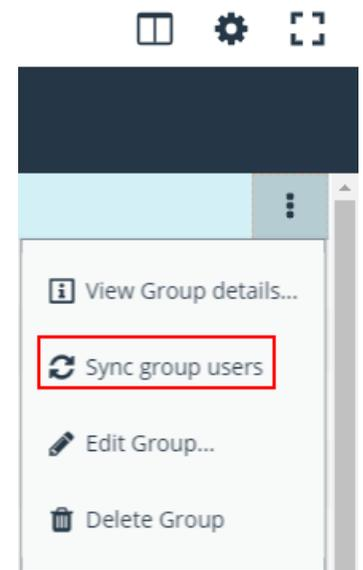 View Group details...
Sync group users
Edit Group...
Delete Group